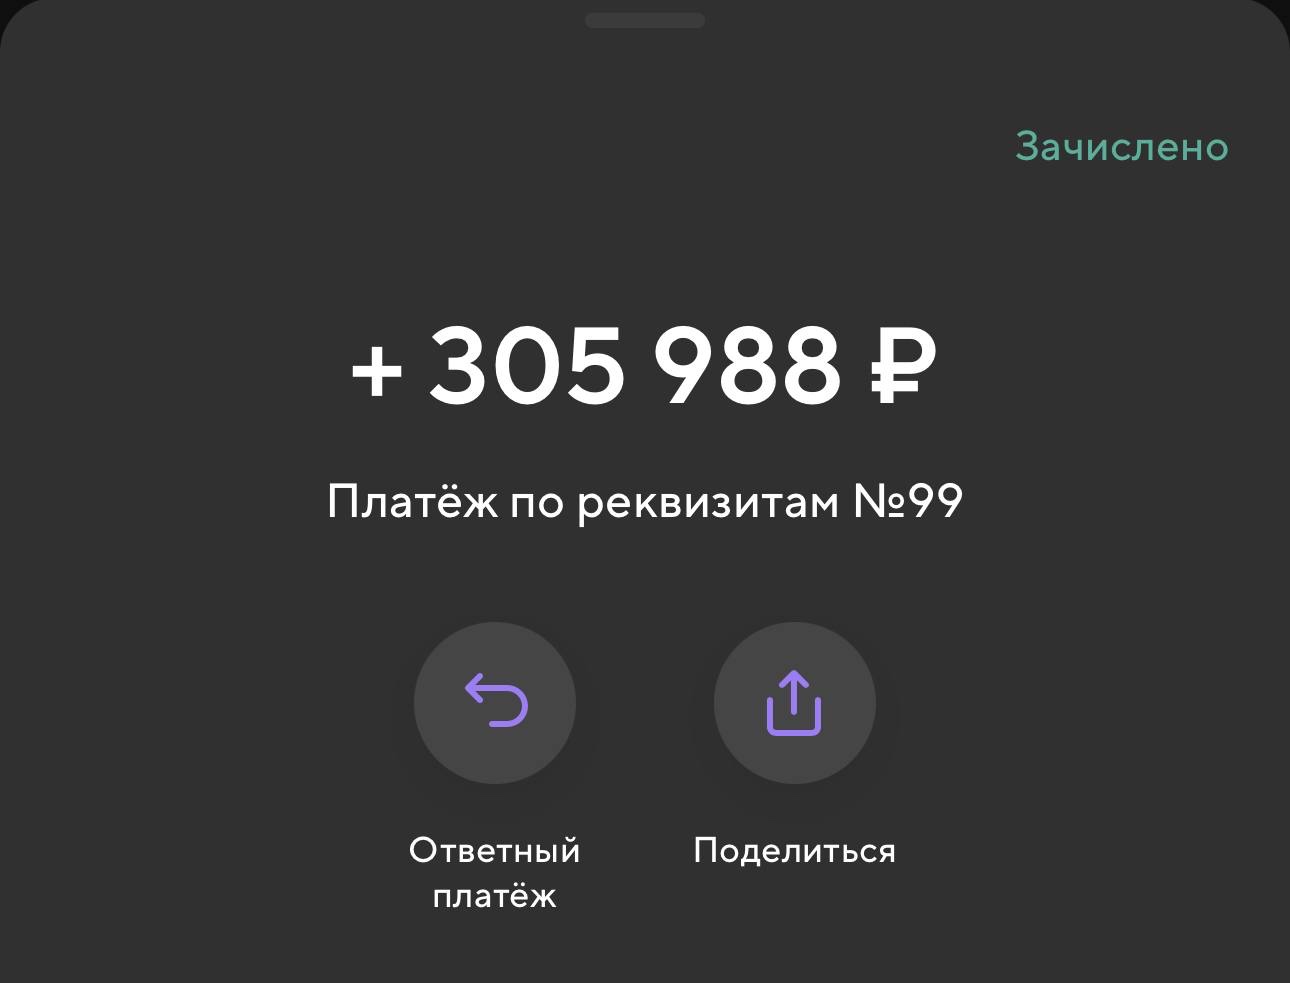 Зачислено
+ 305 988 ₽
Платёж по реквизитам №99
Ответный
платёж
Поделиться